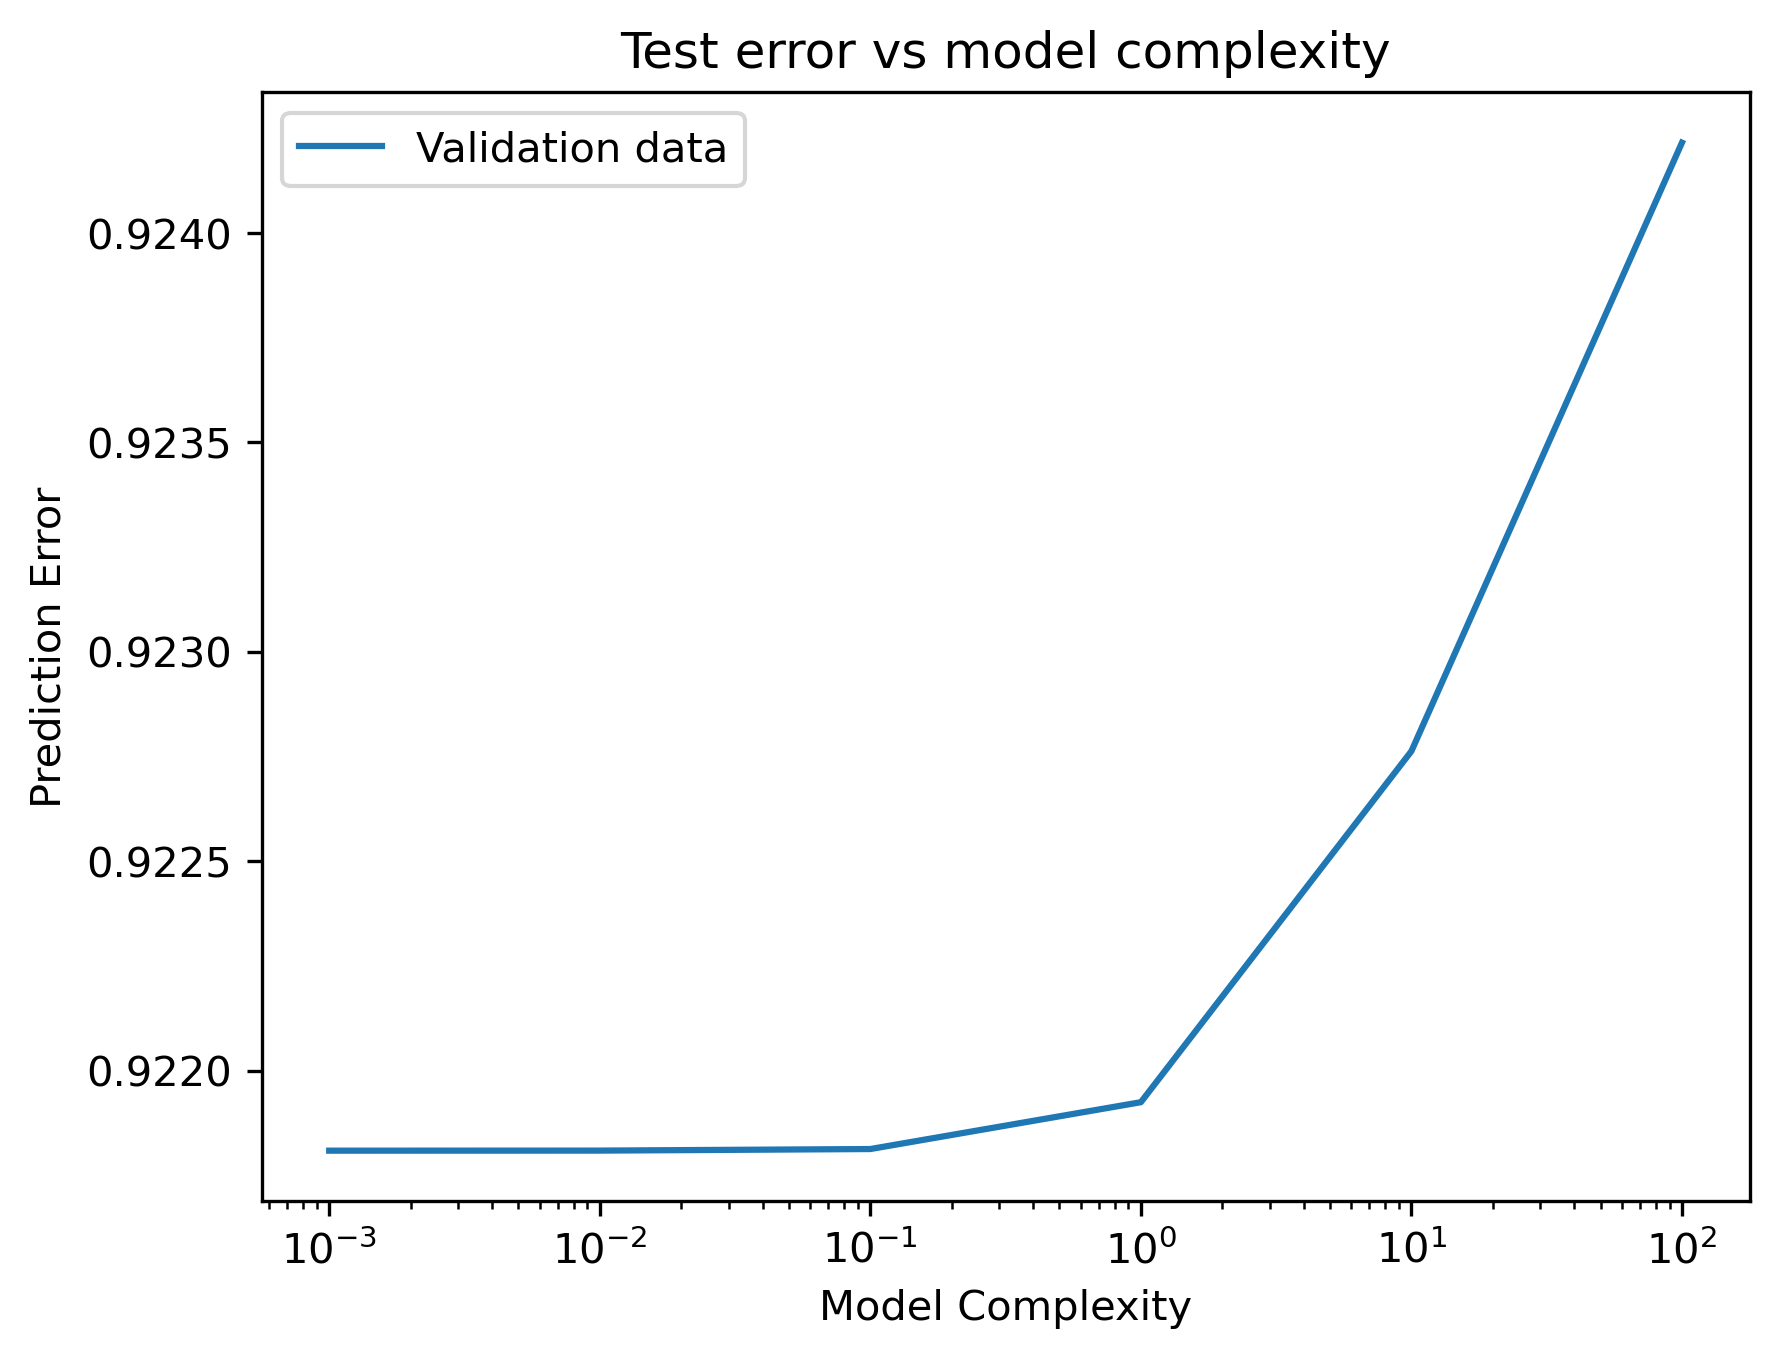 Test error vs model complexity
Validation data
Prediction Error
0.9240
0.9235
0.9230
0.9225
0.9220
10⁻³ 10⁻² 10⁻¹ 10⁰ 10¹ 10²
Model Complexity